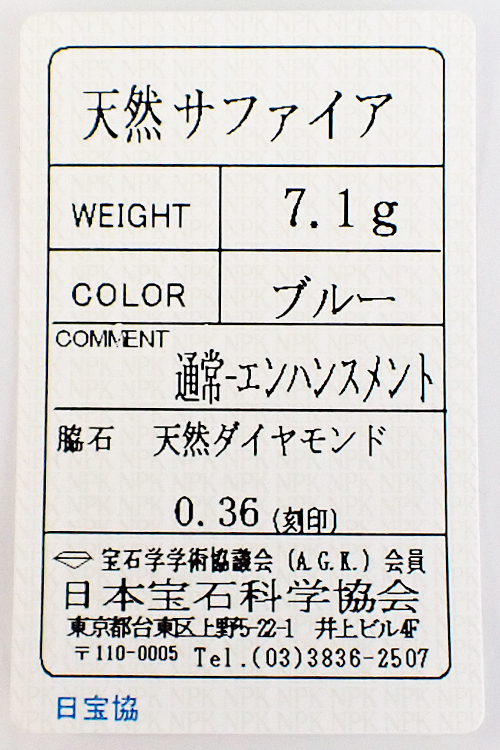 天然サファイア
WEIGHT 7.1g
COLOR ブルー
COMMENT
通常-エンハンスメント
脇石 天然ダイヤモンド
0.36 (刻印)
宝石学学術協議会 (A.G.K.) 会員
日本宝石科学協会
東京都台東区上野5-22-1 井上ビル4F
〒110-0005 Tel.(03)3836-2507
日宝協